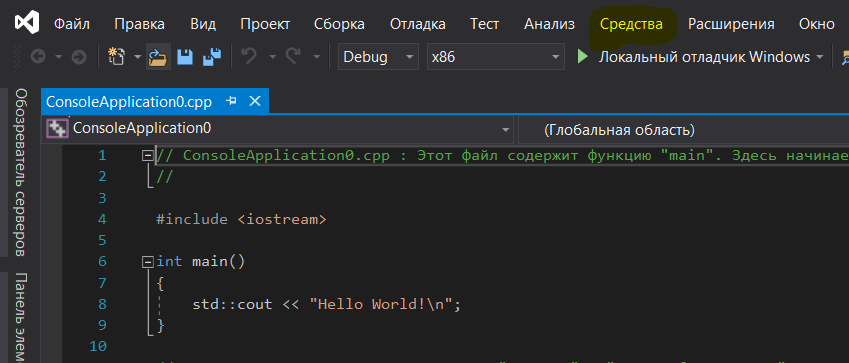 Файл Правка Вид Проект Сборка Отладка Тест Анализ Средства Расширения Окно
Debug x86 Локальный отладчик Windows
Обозреватель серверов
Панель
ConsoleApplication0.cpp
ConsoleApplication0 (Глобальная область)
1 // ConsoleApplication0.cpp : Этот файл содержит функцию "main". Здесь начинае
2 //
3
4 #include <iostream>
5
6 int main()
7 {
8 std::cout << "Hello World!\n";
9 }
10